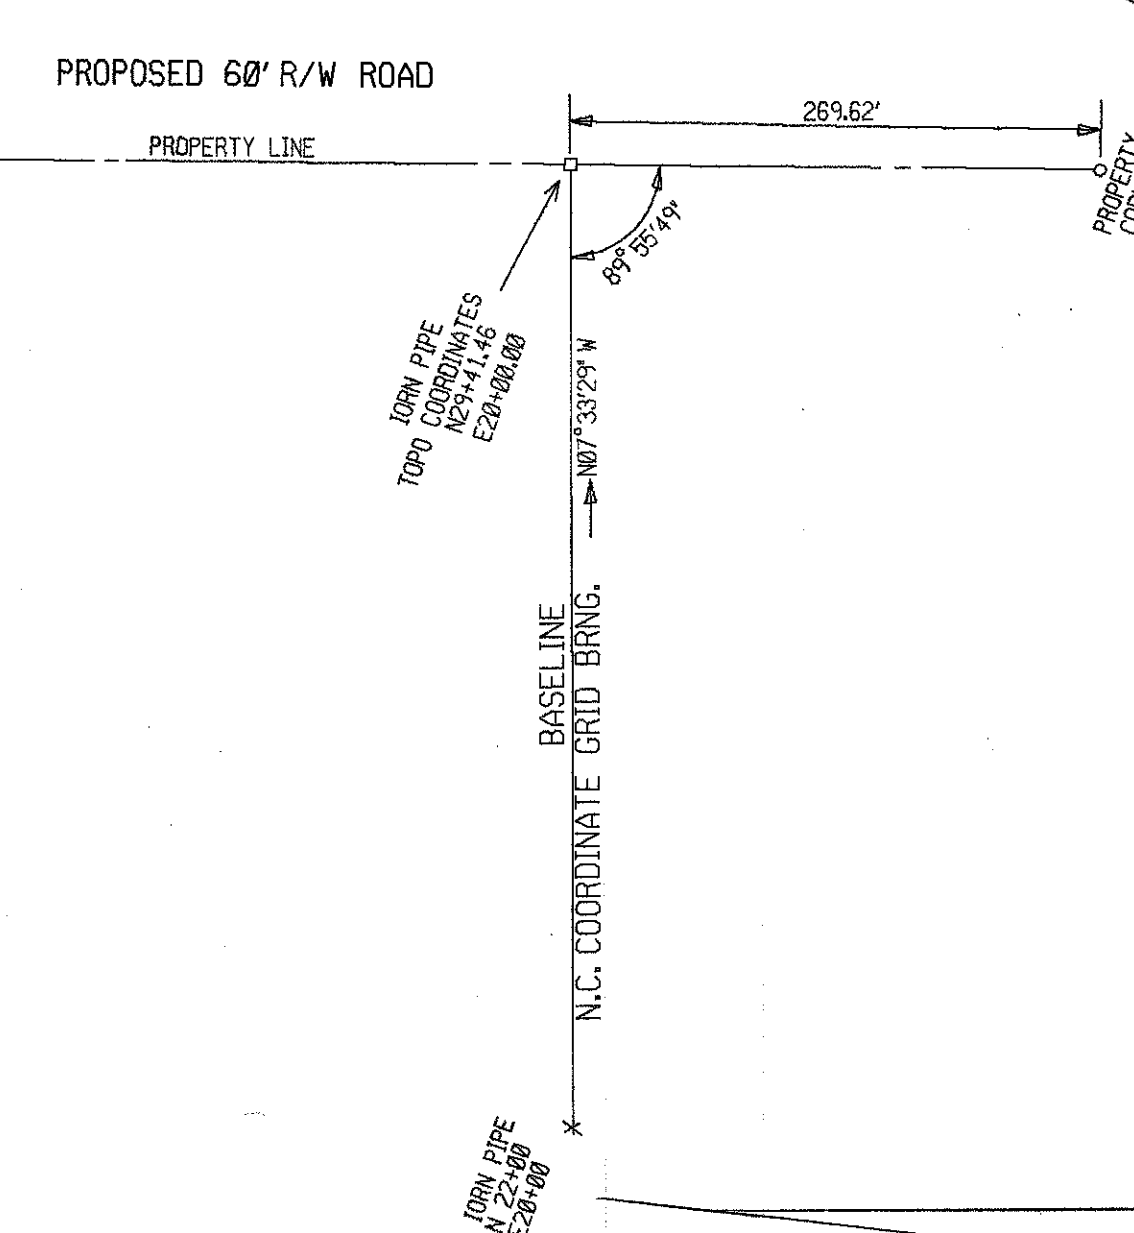 PROPOSED 60' R/W ROAD
269.62'
PROPERTY LINE
PROPERTY
89°55'49"
IORN PIPE
TOPO COORDINATES
N29+41.46
E20+00.00
N07°33'29" W
BASELINE
N.C. COORDINATE GRID BRNG.
IORN PIPE
N 22+00
E20+00